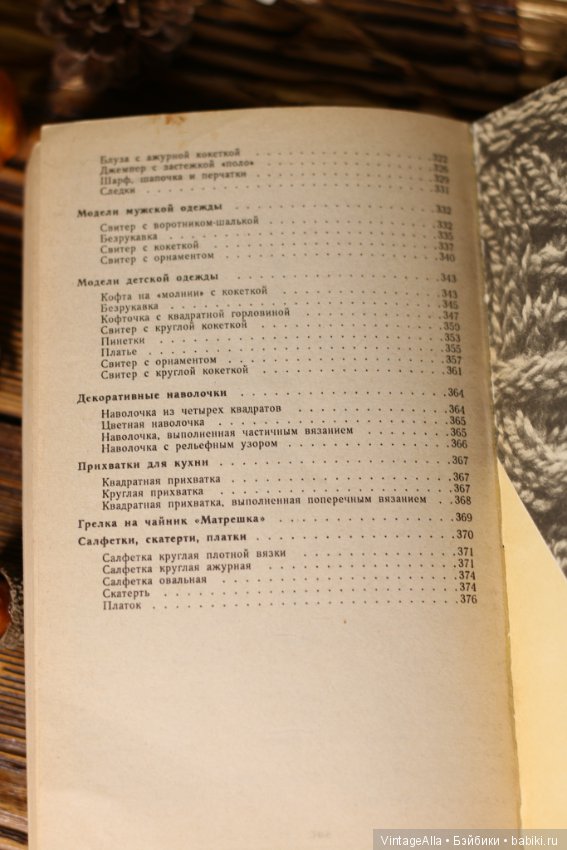 Блуза с ажурной кокеткой . . . 322
Джемпер с застежкой «поло» . . . 326
Шарф, шапочка и перчатки . . . 329
Следки . . . 331
Модели мужской одежды . . . 332
Свитер с воротником-шалькой . . . 332
Безрукавка . . . 335
Свитер с кокеткой . . . 337
Свитер с орнаментом . . . 340
Модели детской одежды . . . 343
Кофта на «молнии» с кокеткой . . . 343
Безрукавка . . . 345
Кофточка с квадратной горловиной . . . 347
Свитер с круглой кокеткой . . . 350
Пинетки . . . 353
Платье . . . 355
Свитер с орнаментом . . . 357
Свитер с круглой кокеткой . . . 361
Декоративные наволочки . . . 364
Наволочка из четырех квадратов . . . 364
Цветная наволочка . . . 365
Наволочка, выполненная частичным вязанием . . . 365
Наволочка с рельефным узором . . . 366
Прихватки для кухни . . . 367
Квадратная прихватка . . . 367
Круглая прихватка . . . 367
Квадратная прихватка, выполненная поперечным вязанием . . . 368
Грелка на чайник «Матрешка» . . . 369
Салфетки, скатерти, платки . . . 370
Салфетка круглая плотной вязки . . . 371
Салфетка круглая ажурная . . . 371
Салфетка овальная . . . 374
Скатерть . . . 374
Платок . . . 376
VintageAlla • Бэйбики • babiki.ru